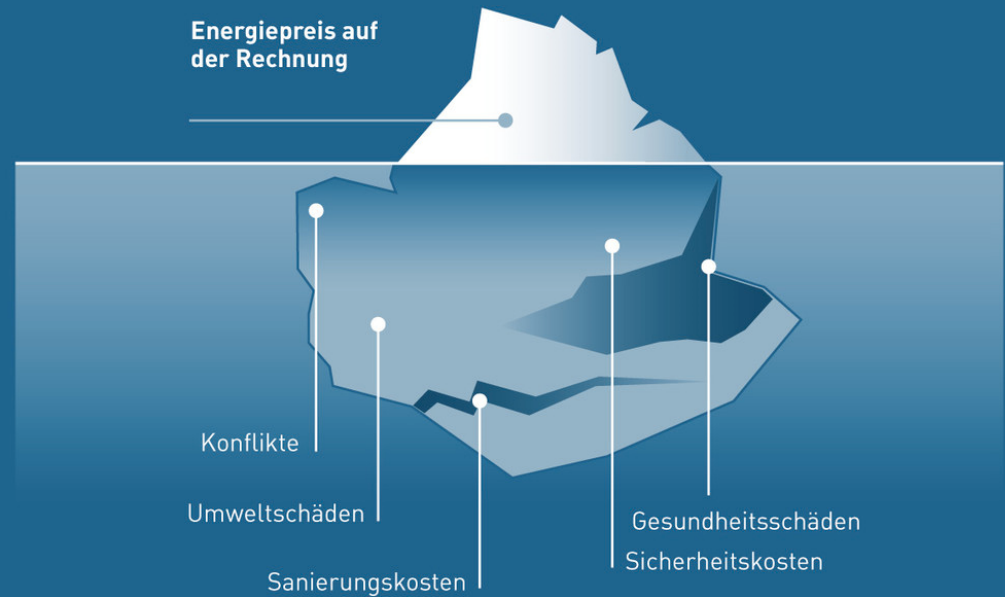 Energiepreis auf
der Rechnung
Konflikte
Umweltschäden
Sanierungskosten
Gesundheitsschäden
Sicherheitskosten